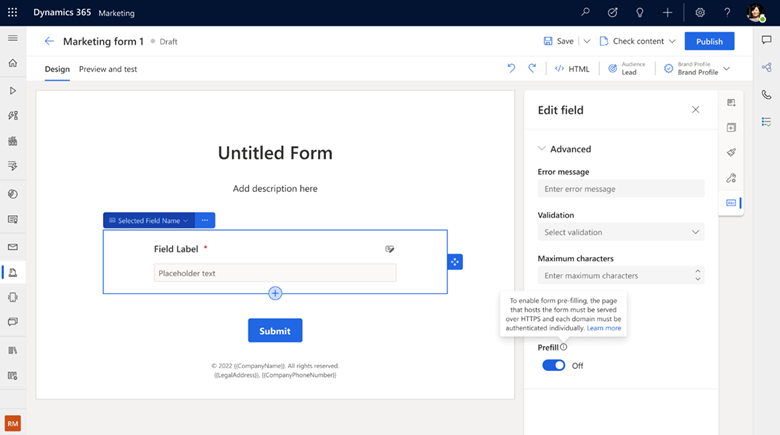 Dynamics 365 Marketing
Marketing form 1 Draft
Save Check content Publish
Design Preview and test
HTML
Audience
Lead
Brand Profile
Brand Profile
Untitled Form
Add description here
Selected Field Name ...
Field Label *
Placeholder text
Submit
© 2022 {{CompanyName}}. All rights reserved.
{{LegalAddress}}, {{CompanyPhoneNumber}}
Edit field
Advanced
Error message
Enter error message
Validation
Select validation
Maximum characters
Enter maximum characters
To enable form pre-filling, the page
that hosts the form must be served
over HTTPS and each domain must be
authenticated individually. Learn more
Prefill
Off
RM